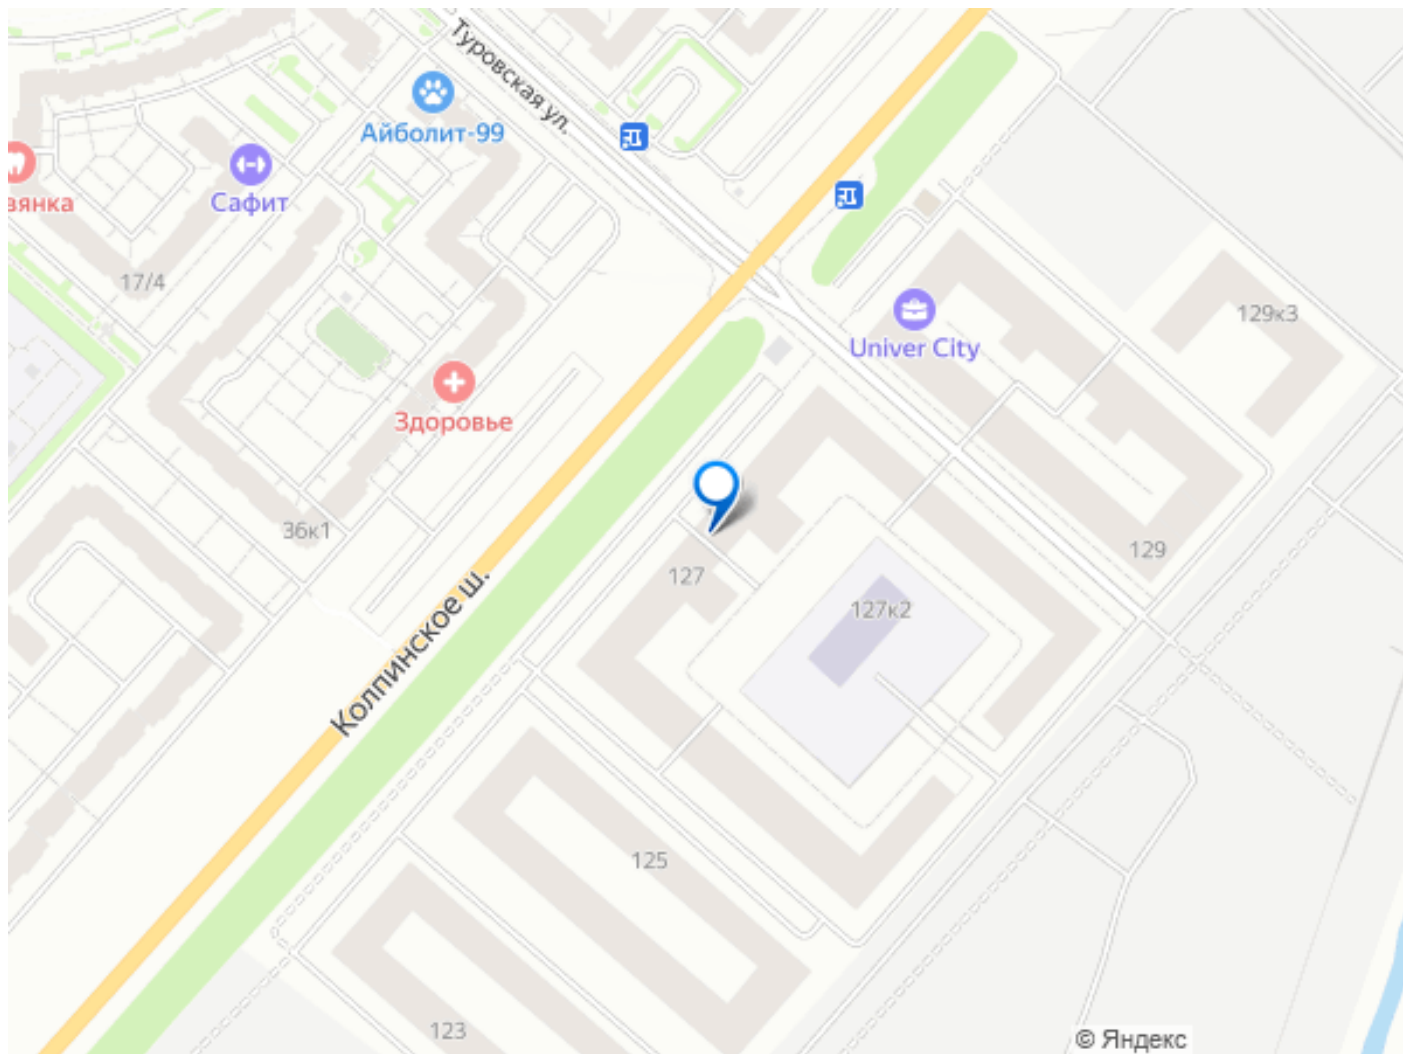 Туровская ул.
Айболит-99
Сафит
вянка
17/4
129к3
Univer City
Здоровье
36к1
129
127
127к2
Колпинское ш.
125
123
© Яндекс